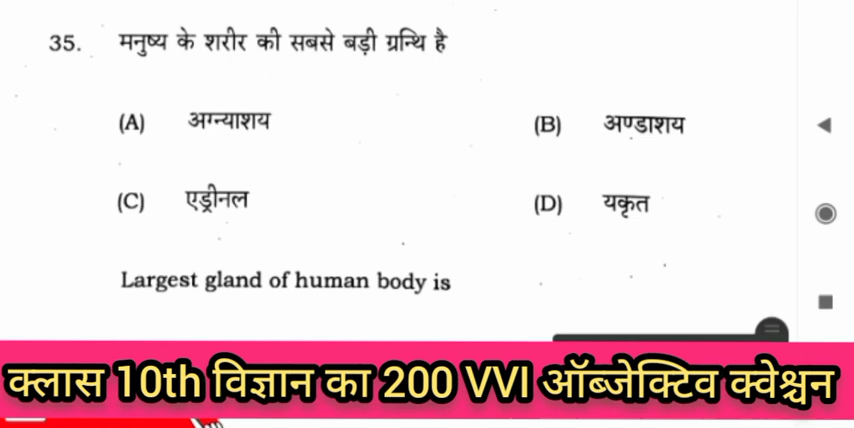 35. मनुष्य के शरीर की सबसे बड़ी ग्रन्थि है
(A) अग्न्याशय (B) अण्डाशय
(C) एड्रीनल (D) यकृत
Largest gland of human body is
क्लास 10th विज्ञान का 200 VVI ऑब्जेक्टिव क्वेश्चन